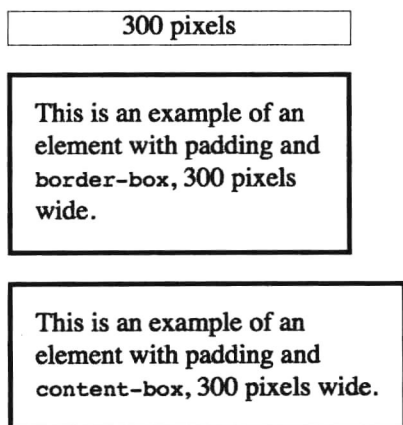 300 pixels
This is an example of an
element with padding and
border-box, 300 pixels
wide.
This is an example of an
element with padding and
content-box, 300 pixels wide.